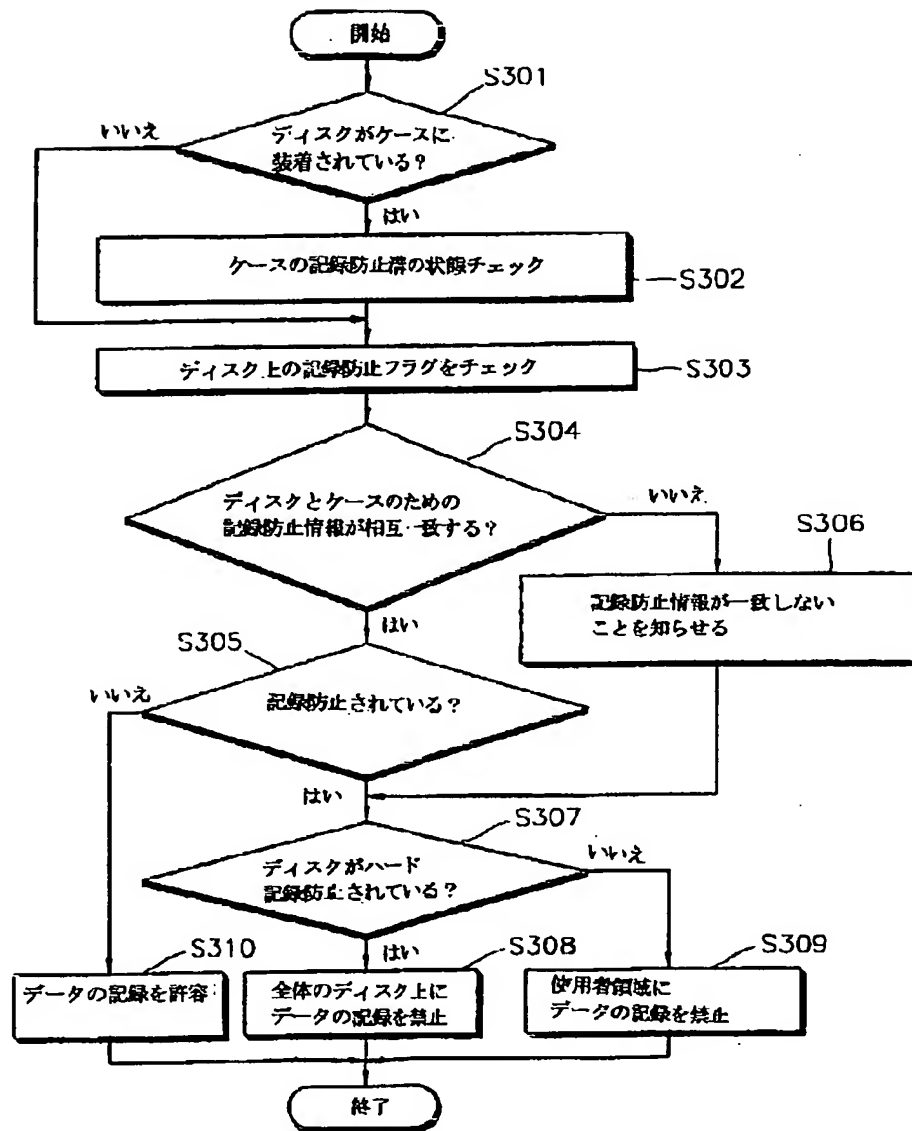 開始
S301
いいえ
ディスクがケースに
装着されている?
はい
ケースの記録防止溝の状態チェック
S302
ディスク上の記録防止フラグをチェック
S303
S304
ディスクとケースのための
記録防止情報が相互一致する?
いいえ
S306
記録防止情報が一致しない
ことを知らせる
はい
S305
いいえ
記録防止されている?
はい
S307
ディスクがハード
記録防止されている?
いいえ
S310
はい
S308
S309
データの記録を許容
全体のディスク上に
データの記録を禁止
使用者領域に
データの記録を禁止
終了